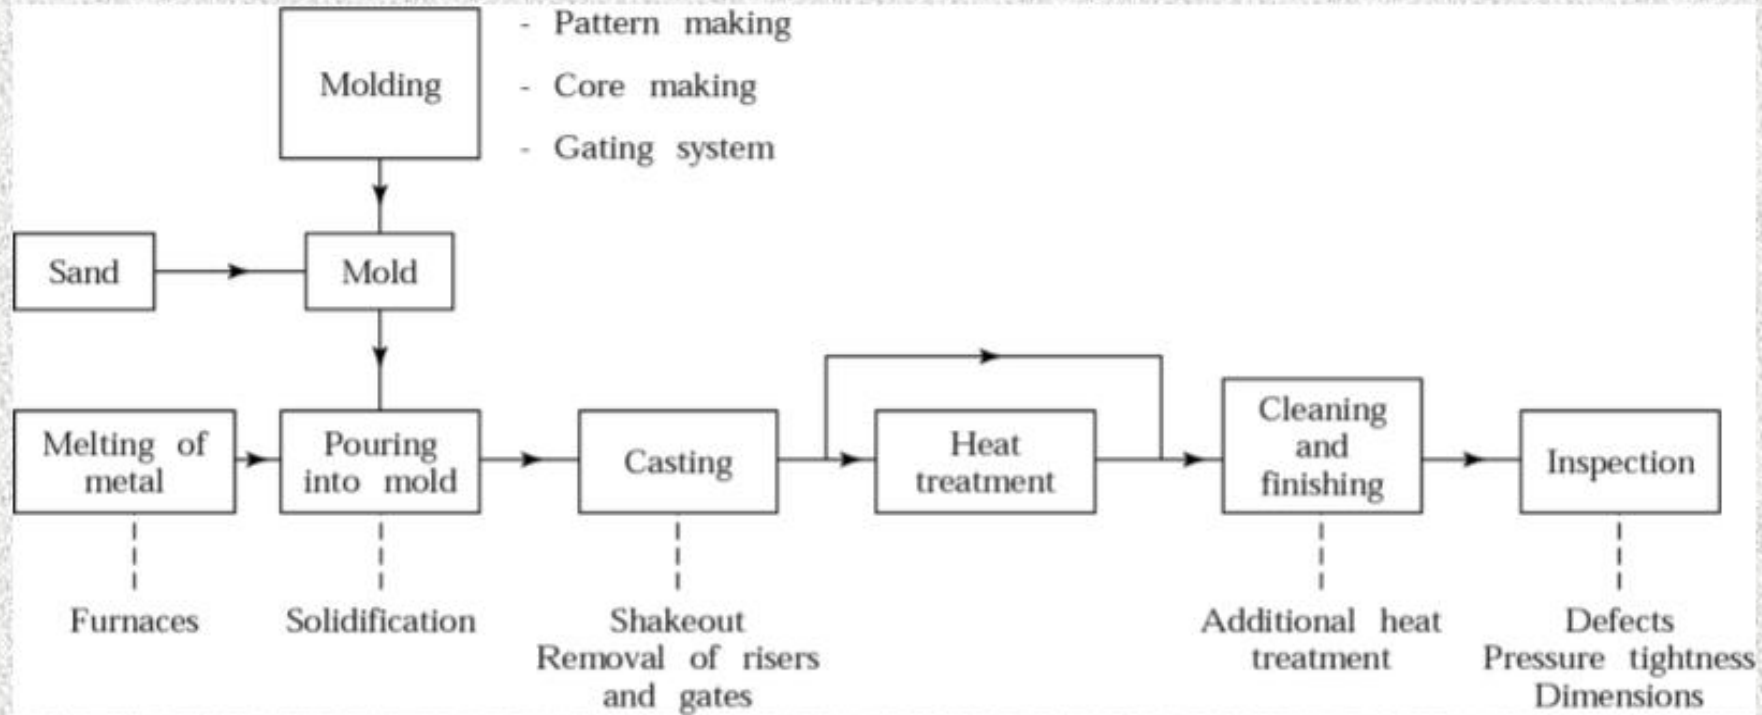 Molding
- Pattern making
- Core making
- Gating system
Sand
Mold
Melting of
metal
Pouring
into mold
Casting
Heat
treatment
Cleaning
and
finishing
Inspection
Furnaces
Solidification
Shakeout
Removal of risers
and gates
Additional heat
treatment
Defects
Pressure tightness
Dimensions